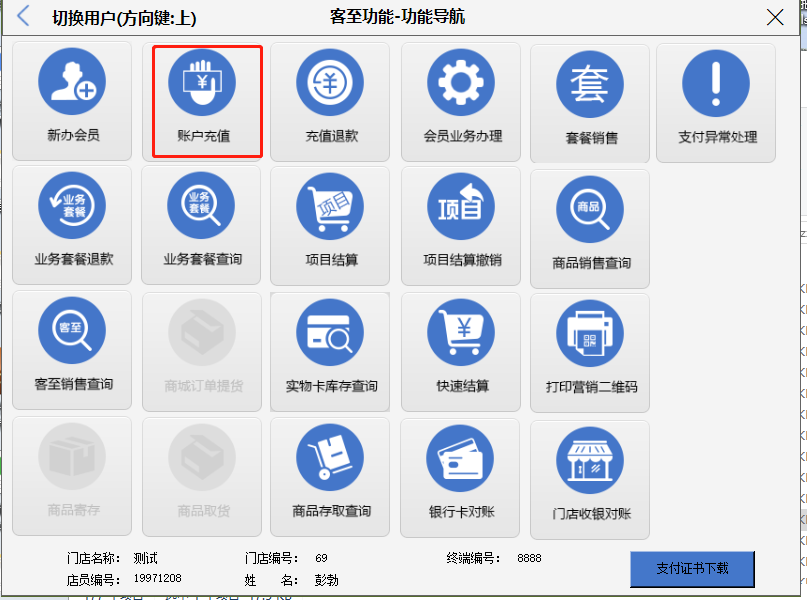 切换用户(方向键:上)
客至功能-功能导航
新办会员
¥
账户充值
充值退款
会员业务办理
套
套餐销售
支付异常处理
业务
套餐
业务套餐退款
业务
套餐
业务套餐查询
项目
项目结算
项目
项目结算撤销
商品
商品销售查询
客至
客至销售查询
商城订单提货
实物卡库存查询
¥
快速结算
打印营销二维码
商品寄存
商品取货
商品存取查询
银行卡对账
门店收银对账
门店名称: 测试
门店编号: 69
终端编号: 8888
店员编号: 19971208
姓 名: 彭勃
支付证书下载